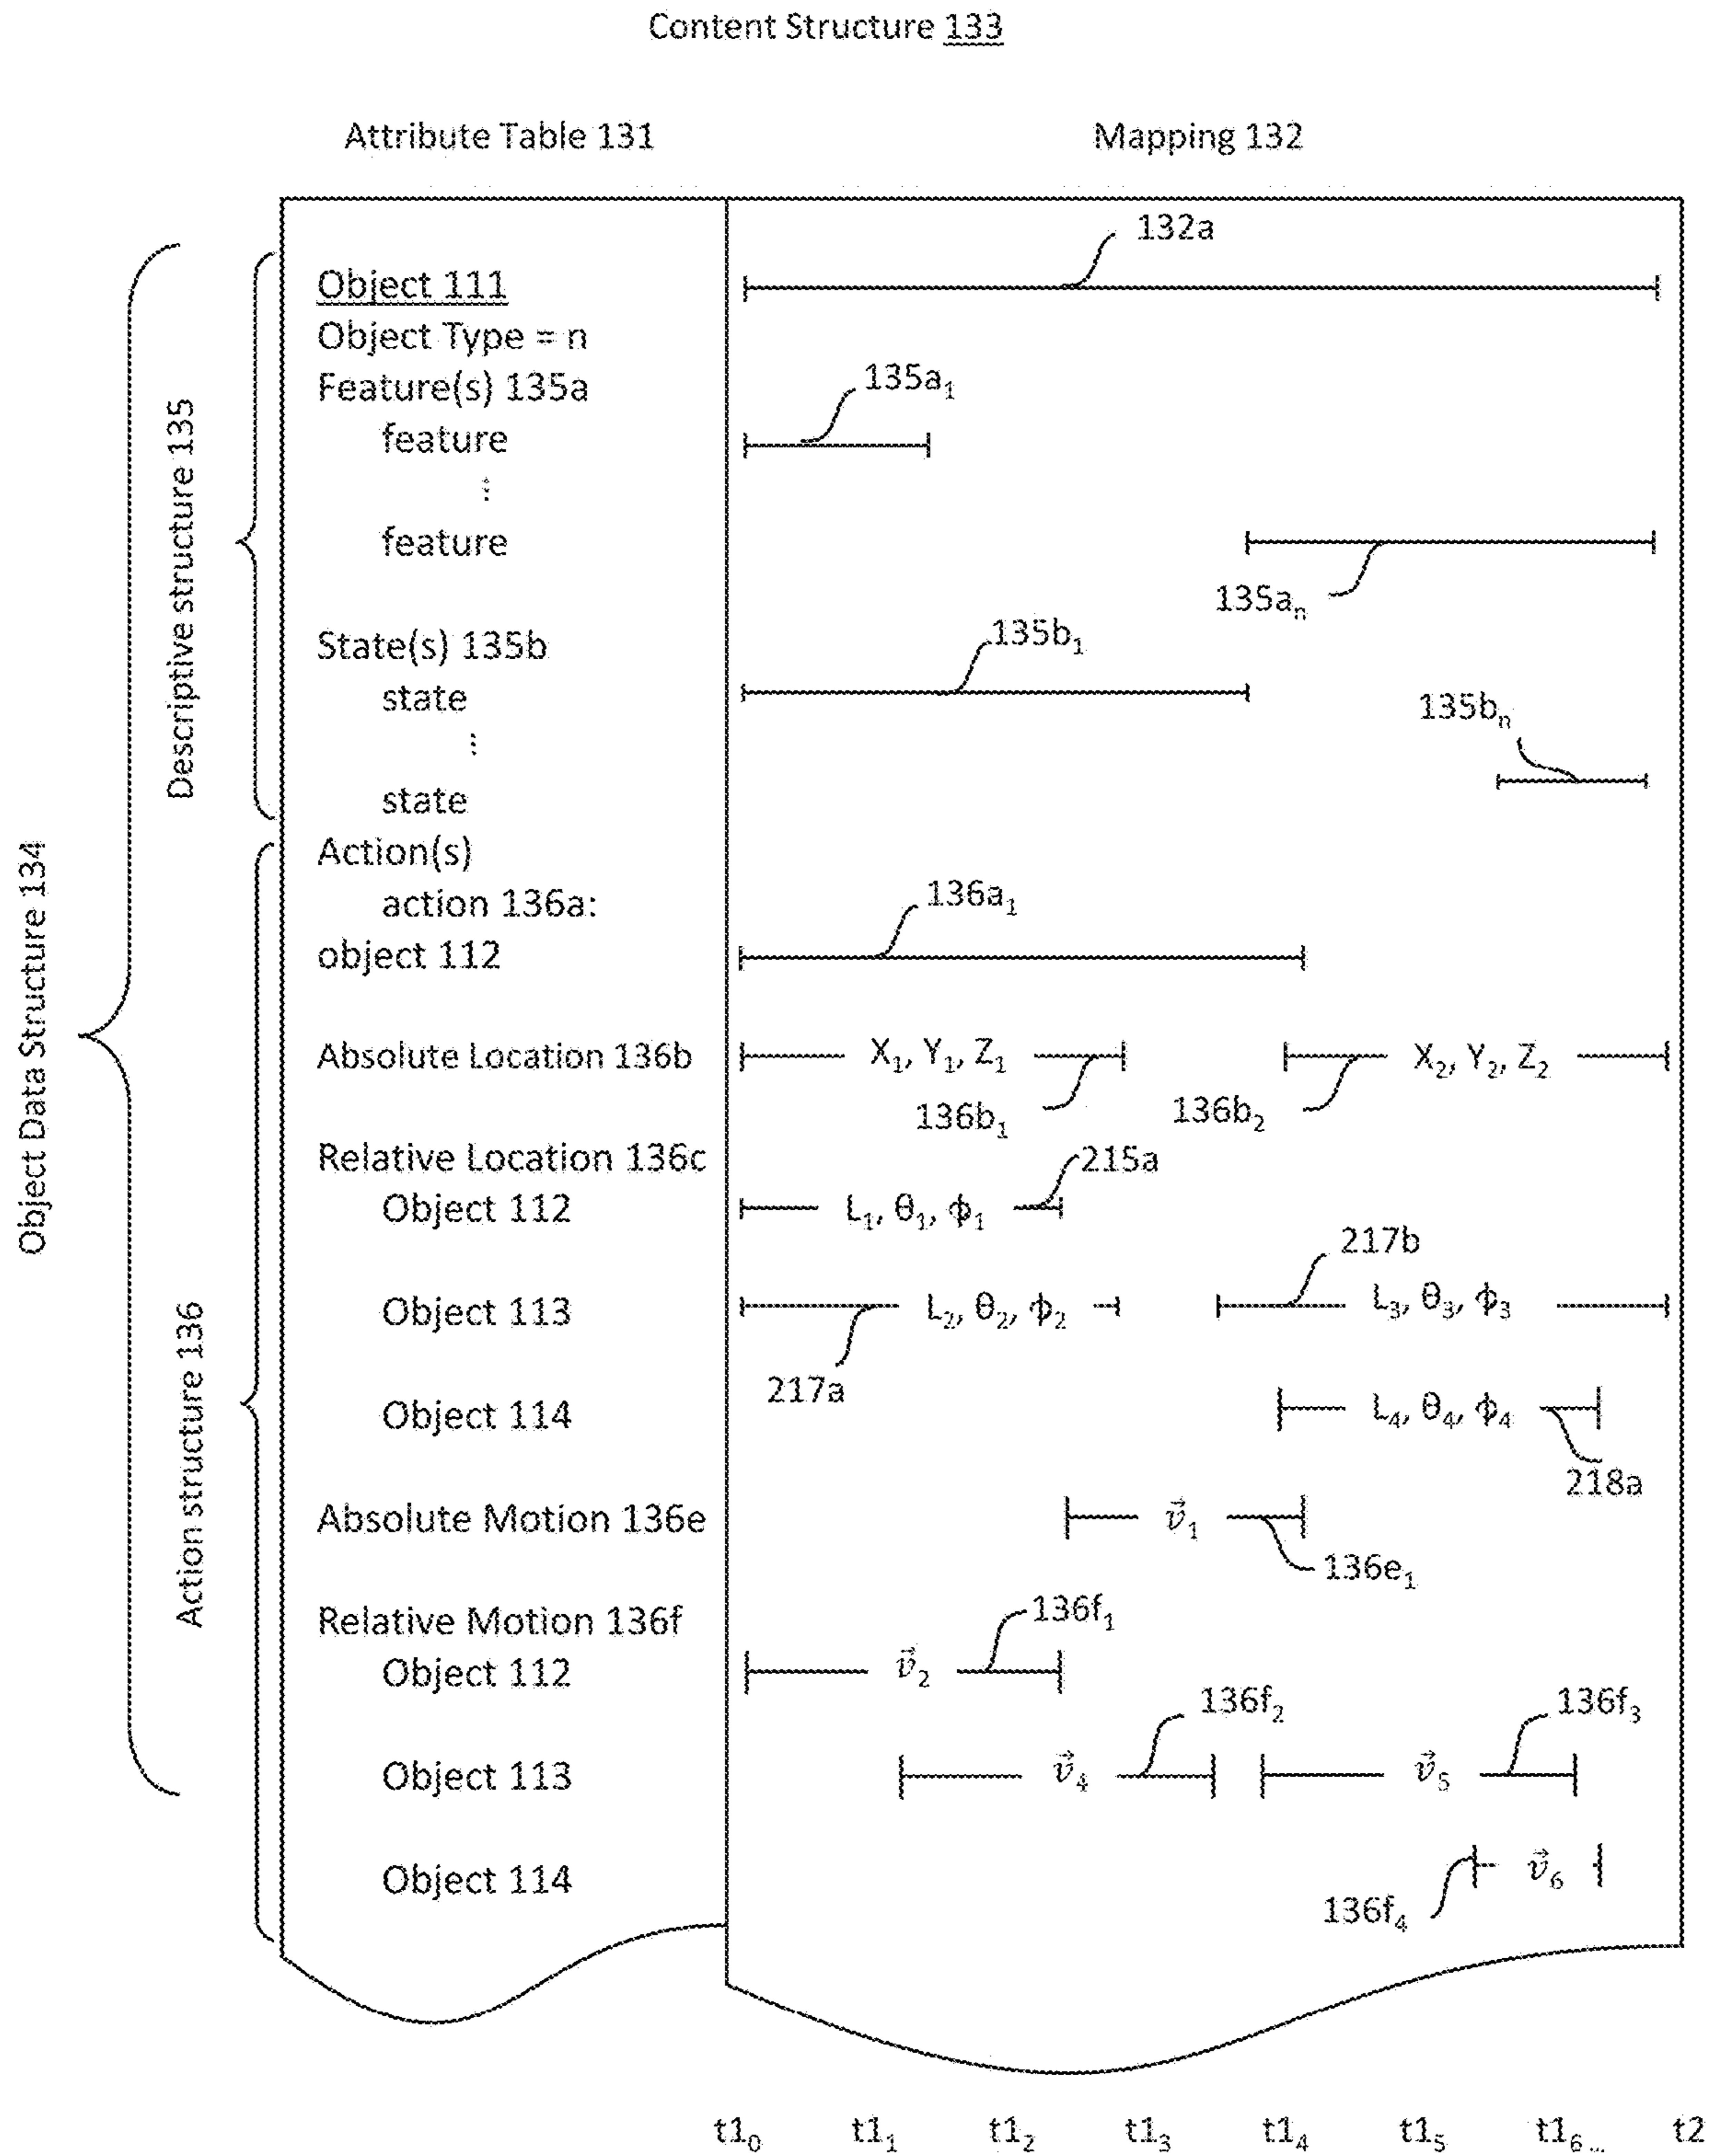 Content Structure 133
Attribute Table 131 Mapping 132
132a
Object 111
Object Type = n
Feature(s) 135a 135a₁
feature
⋮
feature
135aₙ
State(s) 135b 135b₁
state
135bₙ
⋮
state
Action(s)
action 136a: 136a₁
object 112
Absolute Location 136b X₁, Y₁, Z₁ X₂, Y₂, Z₂
136b₁ 136b₂
Relative Location 136c 215a
Object 112 L₁, θ₁, ϕ₁
217b
Object 113 L₂, θ₂, ϕ₂ L₃, θ₃, ϕ₃
217a
Object 114 L₄, θ₄, ϕ₄
218a
Absolute Motion 136e v⃗₁
136e₁
Relative Motion 136f 136f₁
Object 112 v⃗₂
136f₂ 136f₃
Object 113 v⃗₄ v⃗₅
Object 114 v⃗₆
136f₄
t1₀ t1₁ t1₂ t1₃ t1₄ t1₅ t1₆ ... t2
Object Data Structure 134
Descriptive structure 135
Action structure 136